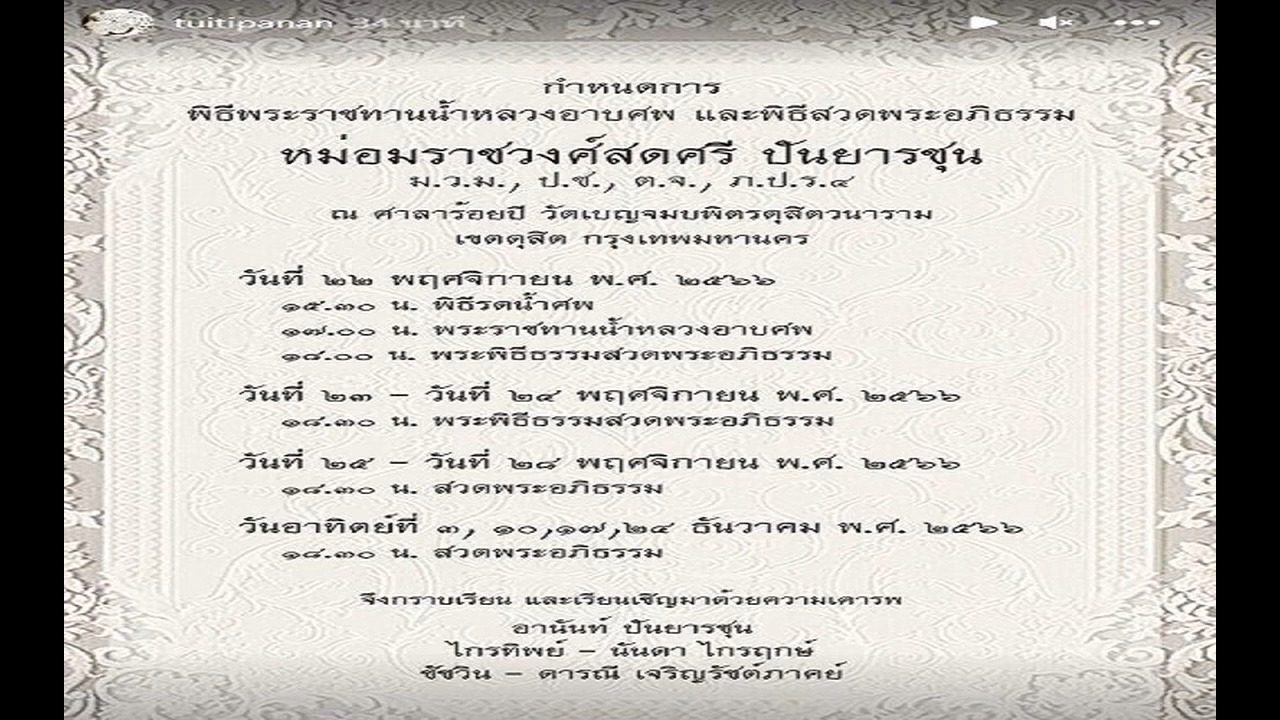 tuitipanan 34 นาที
กำหนดการ
พิธีพระราชทานน้ำหลวงอาบศพ และพิธีสวดพระอภิธรรม
หม่อมราชวงศ์สดศรี ปันยารชุน
ม.ว.ม., ป.ช., ต.จ., ภ.ป.ร.๔
ณ ศาลาร้อยปี วัดเบญจมบพิตรดุสิตวนาราม
เขตดุสิต กรุงเทพมหานคร
วันที่ ๒๒ พฤศจิกายน พ.ศ. ๒๕๖๖
๑๕.๓๐ น. พิธีรดน้ำศพ
๑๗.๐๐ น. พระราชทานน้ำหลวงอาบศพ
๑๘.๐๐ น. พระพิธีธรรมสวดพระอภิธรรม
วันที่ ๒๓ – วันที่ ๒๔ พฤศจิกายน พ.ศ. ๒๕๖๖
๑๘.๓๐ น. พระพิธีธรรมสวดพระอภิธรรม
วันที่ ๒๕ – วันที่ ๒๘ พฤศจิกายน พ.ศ. ๒๕๖๖
๑๘.๓๐ น. สวดพระอภิธรรม
วันอาทิตย์ที่ ๓, ๑๐,๑๗,๒๔ ธันวาคม พ.ศ. ๒๕๖๖
๑๘.๓๐ น. สวดพระอภิธรรม
จึงกราบเรียน และเรียนเชิญมาด้วยความเคารพ
อานันท์ ปันยารชุน
ไกรทิพย์ – นันดา ไกรฤกษ์
ชัชวิน – ดารณี เจริญรัชต์ภาคย์